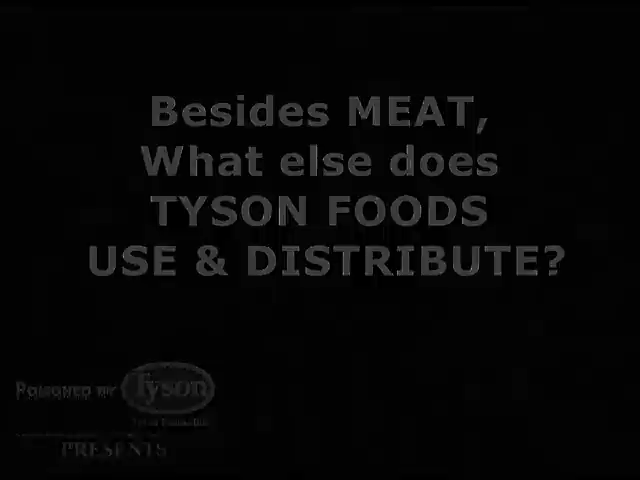 Besides MEAT,
What else does
TYSON FOODS
USE & DISTRIBUTE?
POISONED BY Tyson
PRESENTS